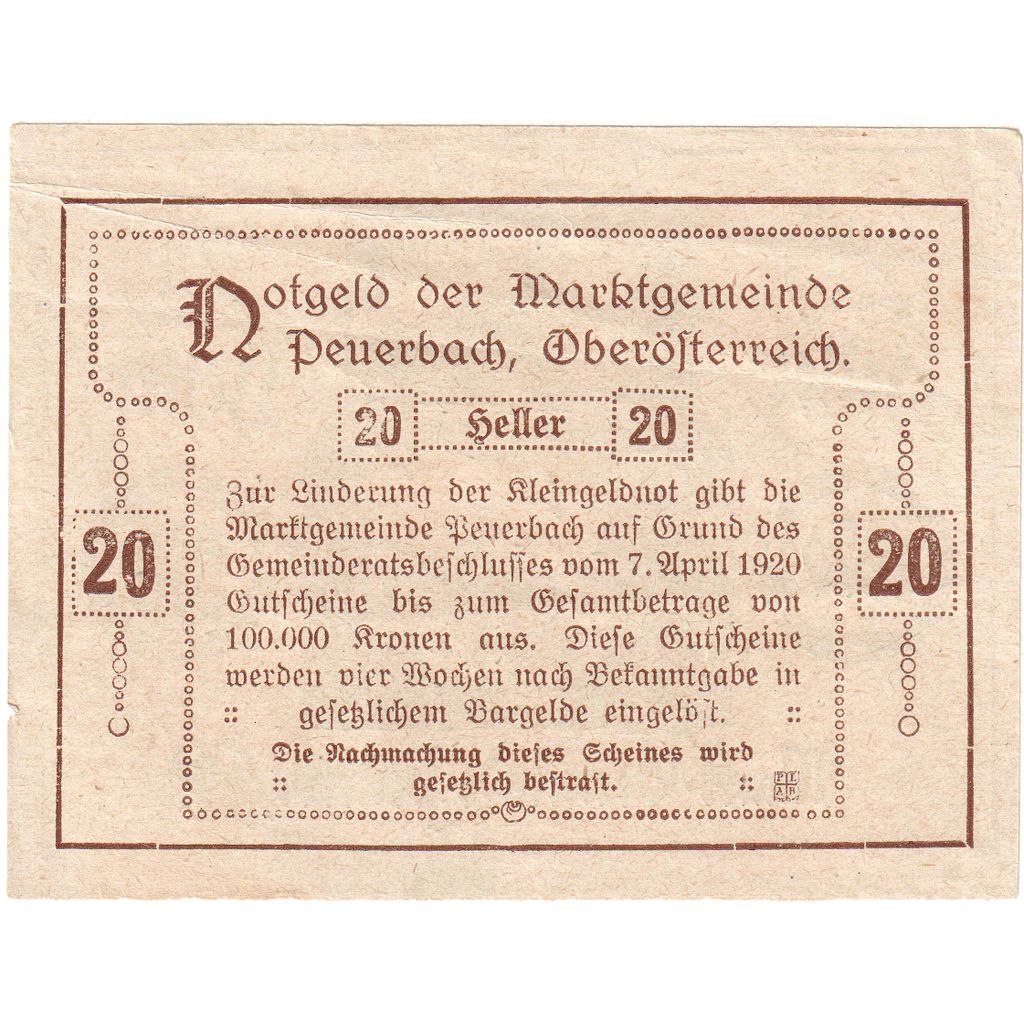 Notgeld der Marktgemeinde
Peuerbach, Oberösterreich.
20 Heller 20
Zur Linderung der Kleingeldnot gibt die
Marktgemeinde Peuerbach auf Grund des
20 Gemeinderatsbeschlusses vom 7. April 1920 20
Gutscheine bis zum Gesamtbetrage von
100.000 Kronen aus. Diese Gutscheine
werden vier Wochen nach Bekanntgabe in
:: gesetzlichem Bargelde eingelöst. ::
Die Nachmachung dieses Scheines wird
:: gesetzlich bestraft. ::
PL
AB